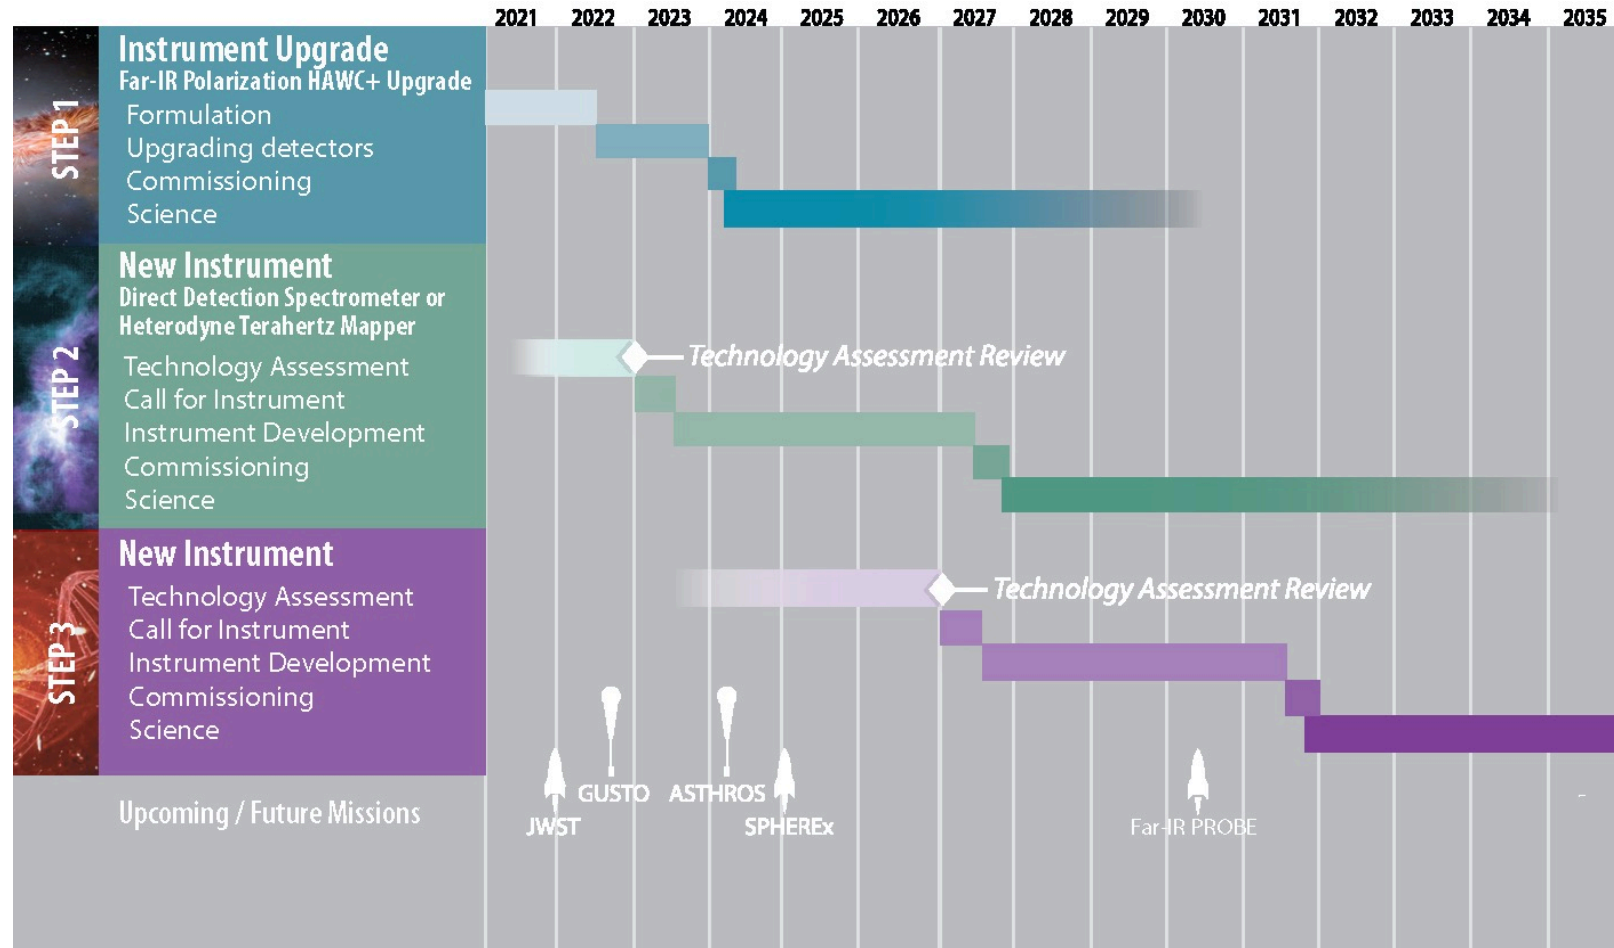 2021 2022 2023 2024 2025 2026 2027 2028 2029 2030 2031 2032 2033 2034 2035
STEP 1
Instrument Upgrade
Far-IR Polarization HAWC+ Upgrade
Formulation
Upgrading detectors
Commissioning
Science
STEP 2
New Instrument
Direct Detection Spectrometer or
Heterodyne Terahertz Mapper
Technology Assessment
Technology Assessment Review
Call for Instrument
Instrument Development
Commissioning
Science
STEP 3
New Instrument
Technology Assessment
Technology Assessment Review
Call for Instrument
Instrument Development
Commissioning
Science
Upcoming / Future Missions
GUSTO ASTHROS
JWST SPHEREx Far-IR PROBE